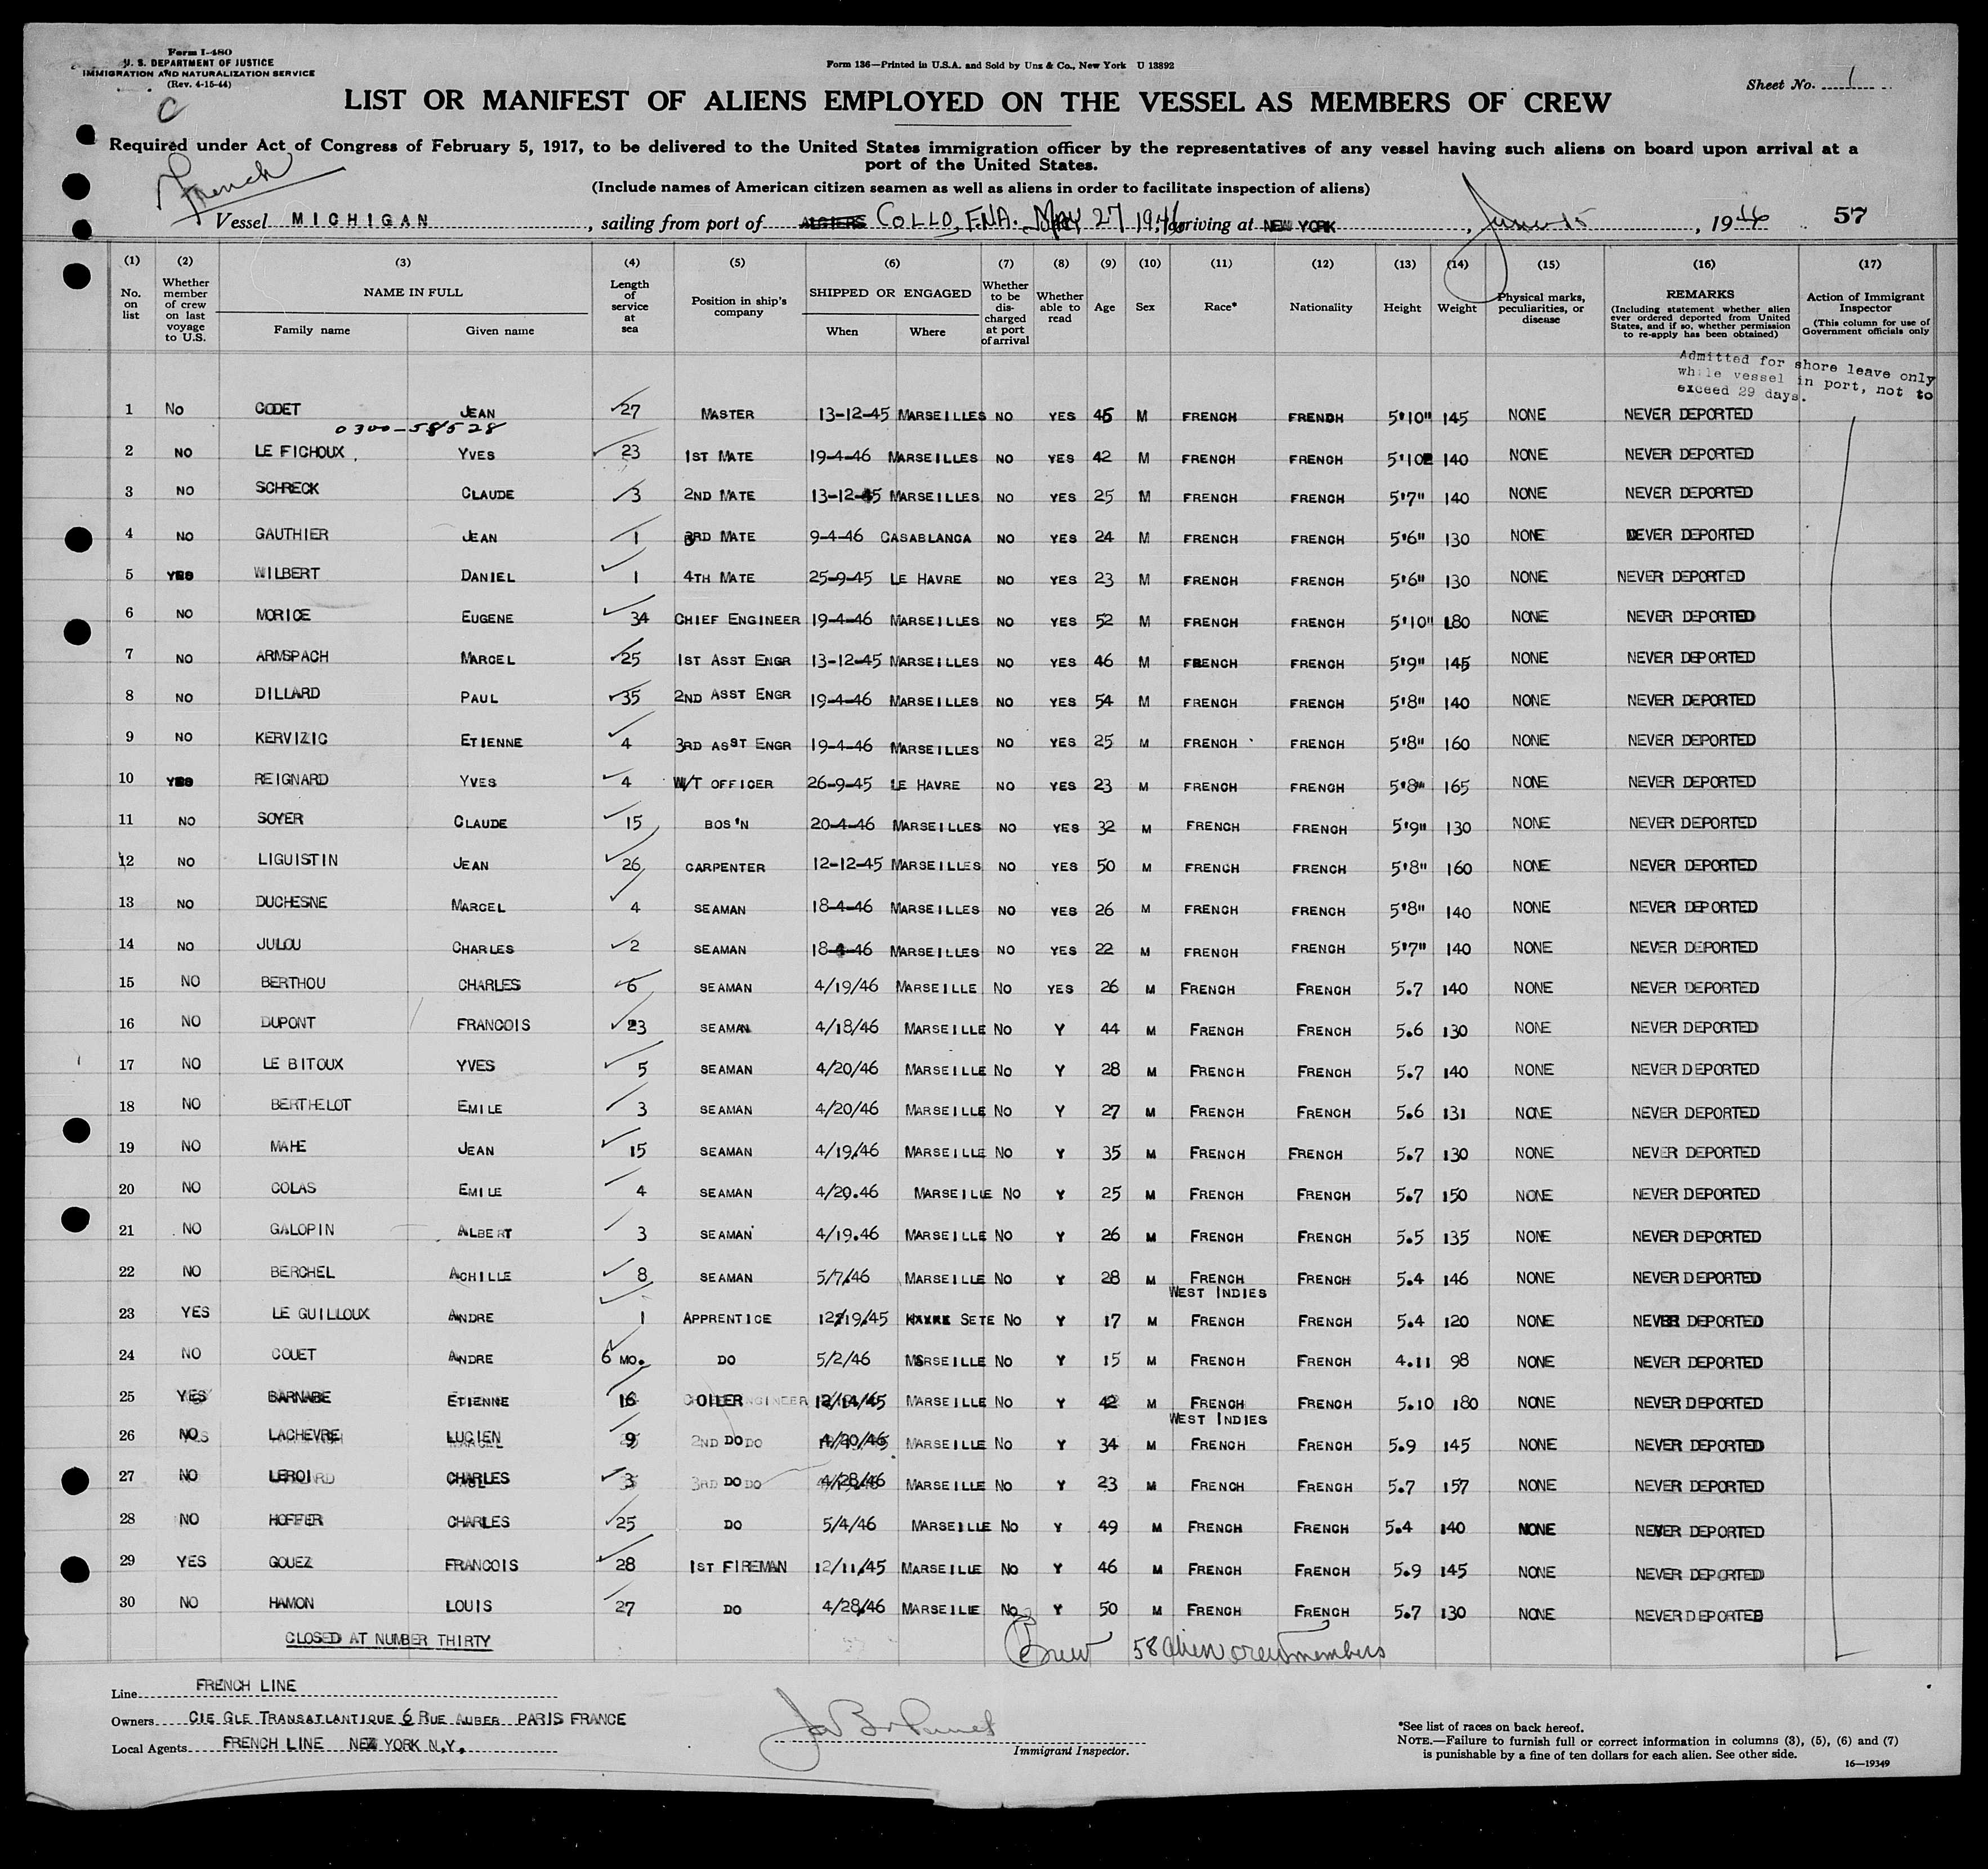 Form I-480
U. S. DEPARTMENT OF JUSTICE
IMMIGRATION AND NATURALIZATION SERVICE
(Rev. 4-15-44)
C
Form 136—Printed in U.S.A. and Sold by Unz & Co., New York U 13892
Sheet No. 1
LIST OR MANIFEST OF ALIENS EMPLOYED ON THE VESSEL AS MEMBERS OF CREW
Required under Act of Congress of February 5, 1917, to be delivered to the United States immigration officer by the representatives of any vessel having such aliens on board upon arrival at a
port of the United States.
(Include names of American citizen seamen as well as aliens in order to facilitate inspection of aliens)
French
Vessel MICHIGAN, sailing from port of ALGIERS COLLO, F.N.A. MAY 27 1946 arriving at NEW YORK, June 15, 1946 57
(1) (2) (3) (4) (5) (6) (7) (8) (9) (10) (11) (12) (13) (14) (15) (16) (17)
No. on list | Whether member of crew on last voyage to U.S. | NAME IN FULL Family name Given name | Length of service at sea | Position in ship's company | SHIPPED OR ENGAGED When Where | Whether to be discharged at port of arrival | Whether able to read | Age | Sex | Race* | Nationality | Height | Weight | Physical marks, peculiarities, or disease | REMARKS (Including statement whether alien ever ordered deported from United States, and if so, whether permission to re-apply has been obtained) | Action of Immigrant Inspector (This column for use of Government officials only
Admitted for shore leave only
while vessel in port, not to
exceed 29 days.
1 No CODET JEAN 27 MASTER 13-12-45 MARSEILLES NO YES 45 M FRENCH FRENCH 5'10" 145 NONE NEVER DEPORTED
0300-58528
2 NO LE FICHOUX YVES 23 1ST MATE 19-4-46 MARSEILLES NO YES 42 M FRENCH FRENCH 5'10 140 NONE NEVER DEPORTED
3 NO SCHRECK CLAUDE 3 2ND MATE 13-12-45 MARSEILLES NO YES 25 M FRENCH FRENCH 5'7" 140 NONE NEVER DEPORTED
4 NO GAUTHIER JEAN 1 3RD MATE 9-4-46 CASABLANCA NO YES 24 M FRENCH FRENCH 5'6" 130 NONE NEVER DEPORTED
5 YES WILBERT DANIEL 1 4TH MATE 25-9-45 LE HAVRE NO YES 23 M FRENCH FRENCH 5'6" 130 NONE NEVER DEPORTED
6 NO MORICE EUGENE 34 CHIEF ENGINEER 19-4-46 MARSEILLES NO YES 52 M FRENCH FRENCH 5'10" 180 NONE NEVER DEPORTED
7 NO ARMSPACH MARCEL 25 1ST ASST ENGR 13-12-45 MARSEILLES NO YES 46 M FRENCH FRENCH 5'9" 145 NONE NEVER DEPORTED
8 NO DILLARD PAUL 35 2ND ASST ENGR 19-4-46 MARSEILLES NO YES 54 M FRENCH FRENCH 5'8" 140 NONE NEVER DEPORTED
9 NO KERVIZIC ETIENNE 4 3RD ASST ENGR 19-4-46 MARSEILLES NO YES 25 M FRENCH FRENCH 5'8" 160 NONE NEVER DEPORTED
10 YES REIGNARD YVES 4 W/T OFFICER 26-9-45 LE HAVRE NO YES 23 M FRENCH FRENCH 5'8" 165 NONE NEVER DEPORTED
11 NO SOYER CLAUDE 15 BOS'N 20-4-46 MARSEILLES NO YES 32 M FRENCH FRENCH 5'9" 130 NONE NEVER DEPORTED
12 NO LIGUISTIN JEAN 26 CARPENTER 12-12-45 MARSEILLES NO YES 50 M FRENCH FRENCH 5'8" 160 NONE NEVER DEPORTED
13 NO DUCHESNE MARCEL 4 SEAMAN 18-4-46 MARSEILLES NO YES 26 M FRENCH FRENCH 5'8" 140 NONE NEVER DEPORTED
14 NO JULOU CHARLES 2 SEAMAN 18-4-46 MARSEILLES NO YES 22 M FRENCH FRENCH 5'7" 140 NONE NEVER DEPORTED
15 NO BERTHOU CHARLES 6 SEAMAN 4/19/46 MARSEILLE No YES 26 M FRENCH FRENCH 5.7 140 NONE NEVER DEPORTED
16 NO DUPONT FRANCOIS 23 SEAMAN 4/18/46 MARSEILLE No Y 44 M FRENCH FRENCH 5.6 130 NONE NEVER DEPORTED
17 NO LE BITOUX YVES 5 SEAMAN 4/20/46 MARSEILLE No Y 28 M FRENCH FRENCH 5.7 140 NONE NEVER DEPORTED
18 NO BERTHELOT EMILE 3 SEAMAN 4/20/46 MARSEILLE No Y 27 M FRENCH FRENCH 5.6 131 NONE NEVER DEPORTED
19 NO MAHE JEAN 15 SEAMAN 4/19/46 MARSEILLE No Y 35 M FRENCH FRENCH 5.7 130 NONE NEVER DEPORTED
20 NO COLAS EMILE 4 SEAMAN 4/20.46 MARSEILLE No Y 25 M FRENCH FRENCH 5.7 150 NONE NEVER DEPORTED
21 NO GALOPIN ALBERT 3 SEAMAN 4/19.46 MARSEILLE No Y 26 M FRENCH FRENCH 5.5 135 NONE NEVER DEPORTED
22 NO BERCHEL ACHILLE 8 SEAMAN 5/7/46 MARSEILLE No Y 28 M FRENCH WEST INDIES FRENCH 5.4 146 NONE NEVER DEPORTED
23 YES LE GUILLOUX ANDRE 1 APPRENTICE 12/19/45 SETE No Y 17 M FRENCH FRENCH 5.4 120 NONE NEVER DEPORTED
24 NO COUET ANDRE 6 MO. DO 5/2/46 MARSEILLE No Y 15 M FRENCH FRENCH 4.11 98 NONE NEVER DEPORTED
25 YES BARNABE ETIENNE 16 OILER 12/14/45 MARSEILLE No Y 42 M FRENCH WEST INDIES FRENCH 5.10 180 NONE NEVER DEPORTED
26 NO LACHEVRE LUCIEN 9 DO 4/20/46 MARSEILLE No Y 34 M FRENCH FRENCH 5.9 145 NONE NEVER DEPORTED
27 NO LEROI CHARLES 3 DO 4/28/46 MARSEILLE No Y 23 M FRENCH FRENCH 5.7 157 NONE NEVER DEPORTED
28 NO HOFFER CHARLES 25 DO 5/4/46 MARSEILLE No Y 49 M FRENCH FRENCH 5.4 140 NONE NEVER DEPORTED
29 YES GOUEZ FRANCOIS 28 1ST FIREMAN 12/11/45 MARSEILLE No Y 46 M FRENCH FRENCH 5.9 145 NONE NEVER DEPORTED
30 NO HAMON LOUIS 27 DO 4/28/46 MARSEILLE No Y 50 M FRENCH FRENCH 5.7 130 NONE NEVER DEPORTED
CLOSED AT NUMBER THIRTY
Crew 58 alien crewmembers
Line FRENCH LINE
Owners CIE GLE TRANSATLANTIQUE 6 RUE AUBER PARIS FRANCE
Local Agents FRENCH LINE NEW YORK N.Y.
Immigrant Inspector.
*See list of races on back hereof.
NOTE.—Failure to furnish full or correct information in columns (3), (5), (6) and (7)
is punishable by a fine of ten dollars for each alien. See other side.
16—19349